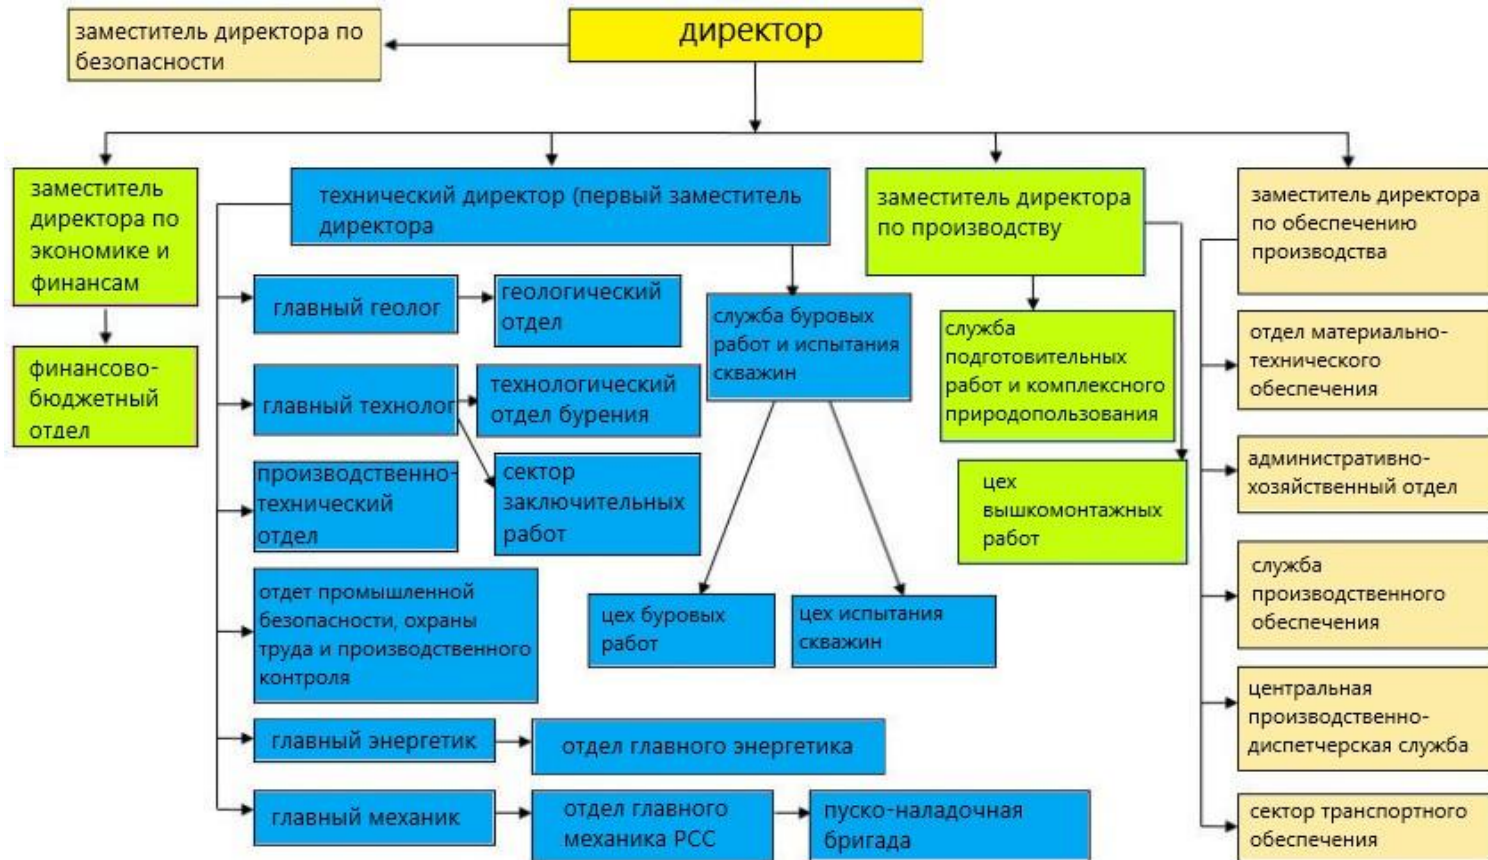 директор
заместитель директора по
безопасности
заместитель
директора по
экономике и
финансам
финансово-
бюджетный
отдел
технический директор (первый заместитель
директора
главный геолог
геологический
отдел
главный технолог
технологический
отдел бурения
сектор
заключительных
работ
производственно-
технический
отдел
отдет промышленной
безопасности, охраны
труда и производственного
контроля
главный энергетик
отдел главного энергетика
главный механик
отдел главного
механика РСС
пуско-наладочная
бригада
служба буровых
работ и испытания
скважин
цех буровых
работ
цех испытания
скважин
заместитель директора
по производству
служба
подготовительных
работ и комплексного
природопользования
цех
вышкомонтажных
работ
заместитель директора
по обеспечению
производства
отдел материально-
технического
обеспечения
административно-
хозяйственный отдел
служба
производственного
обеспечения
центральная
производственно-
диспетчерская служба
сектор транспортного
обеспечения